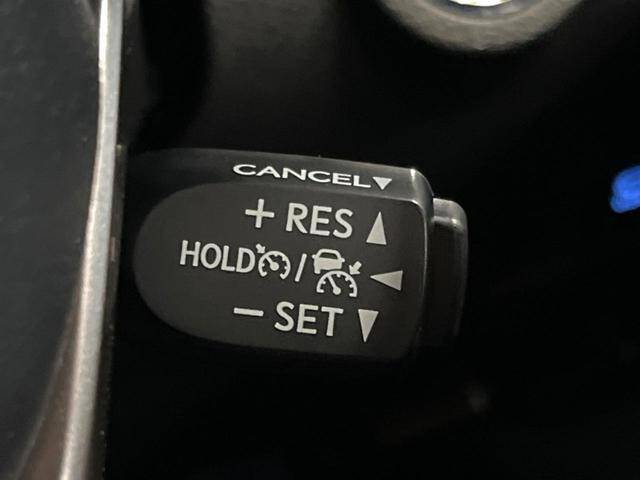 CANCEL▼
+ RES ▲
HOLD / ◀
− SET ▼